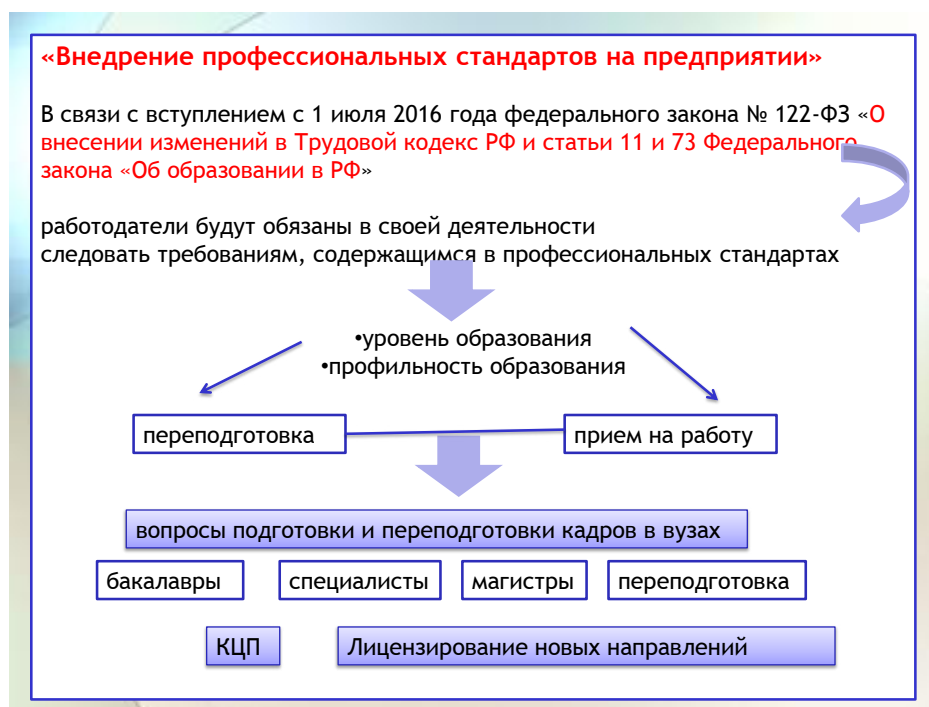 «Внедрение профессиональных стандартов на предприятии»
В связи с вступлением с 1 июля 2016 года федерального закона № 122-ФЗ «О
внесении изменений в Трудовой кодекс РФ и статьи 11 и 73 Федерального
закона «Об образовании в РФ»
работодатели будут обязаны в своей деятельности
следовать требованиям, содержащимся в профессиональных стандартах
•уровень образования
•профильность образования
переподготовка
прием на работу
вопросы подготовки и переподготовки кадров в вузах
бакалавры
специалисты
магистры
переподготовка
КЦП
Лицензирование новых направлений